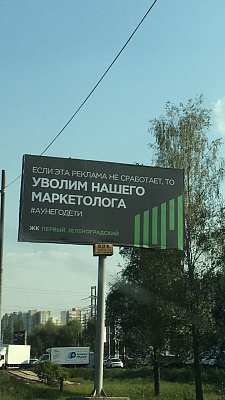 ЕСЛИ ЭТА РЕКЛАМА НЕ СРАБОТАЕТ, ТО
УВОЛИМ НАШЕГО
МАРКЕТОЛОГА
#АУНЕГОДЕТИ
ЖК ПЕРВЫЙ ЗЕЛЕНОГРАДСКИЙ